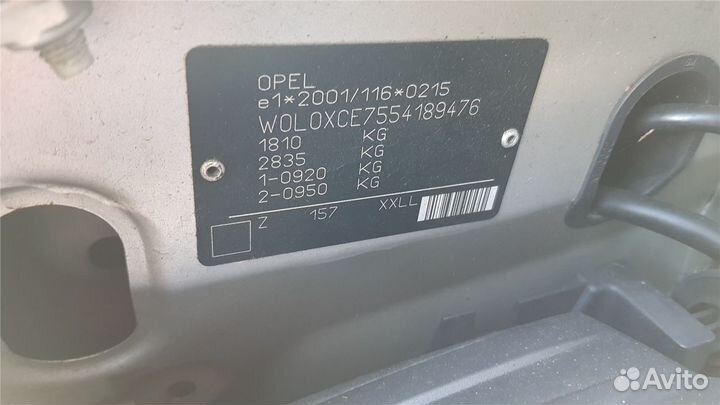 OPEL
e1*2001/116*0215
W0L0XCE7554189476
1810 KG
2835 KG
1-0920 KG
2-0950 KG
Z 157 XXLL
Avito